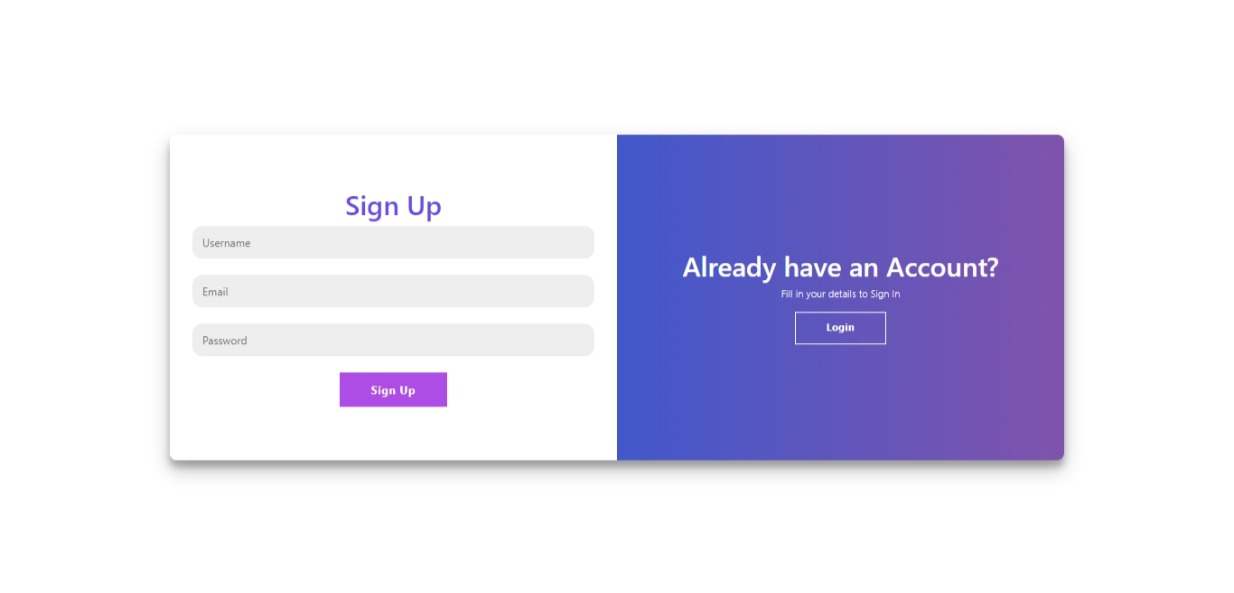 Sign Up
Username
Email
Password
Sign Up
Already have an Account?
Fill in your details to Sign In
Login